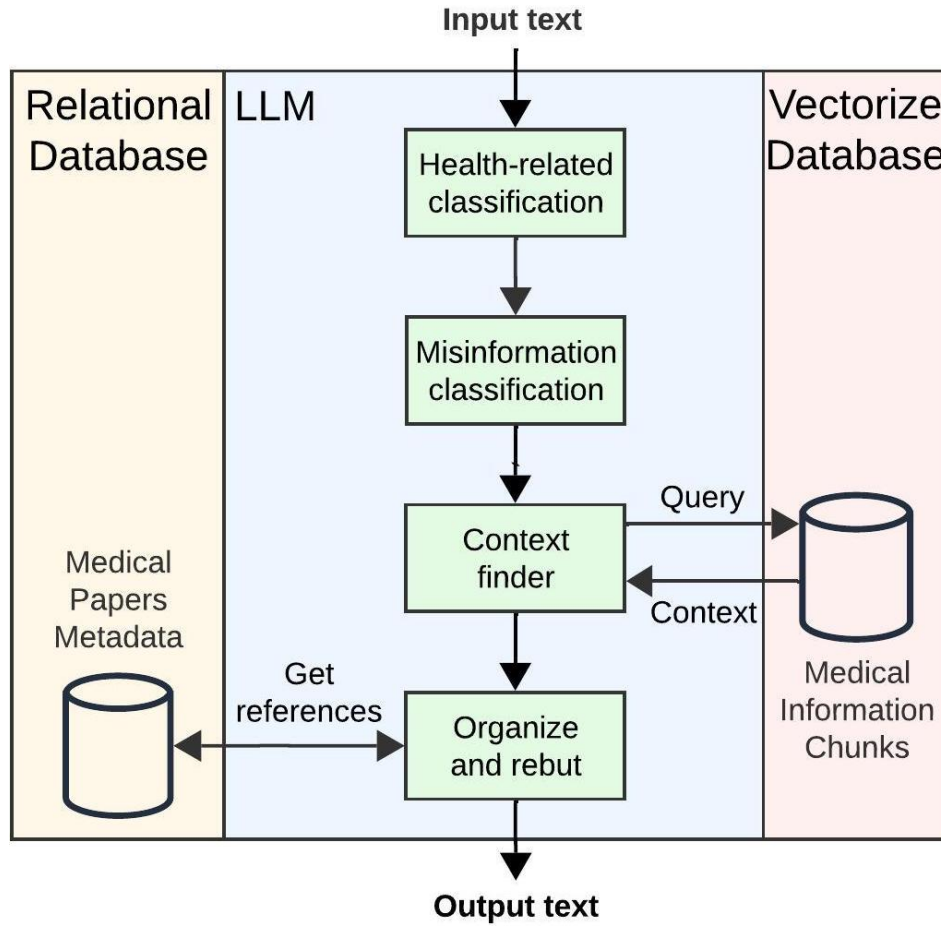 Input text
Relational
Database
LLM
Vectorize
Database
Health-related
classification
Misinformation
classification
Query
Context
finder
Context
Medical
Papers
Metadata
Get
references
Organize
and rebut
Medical
Information
Chunks
Output text